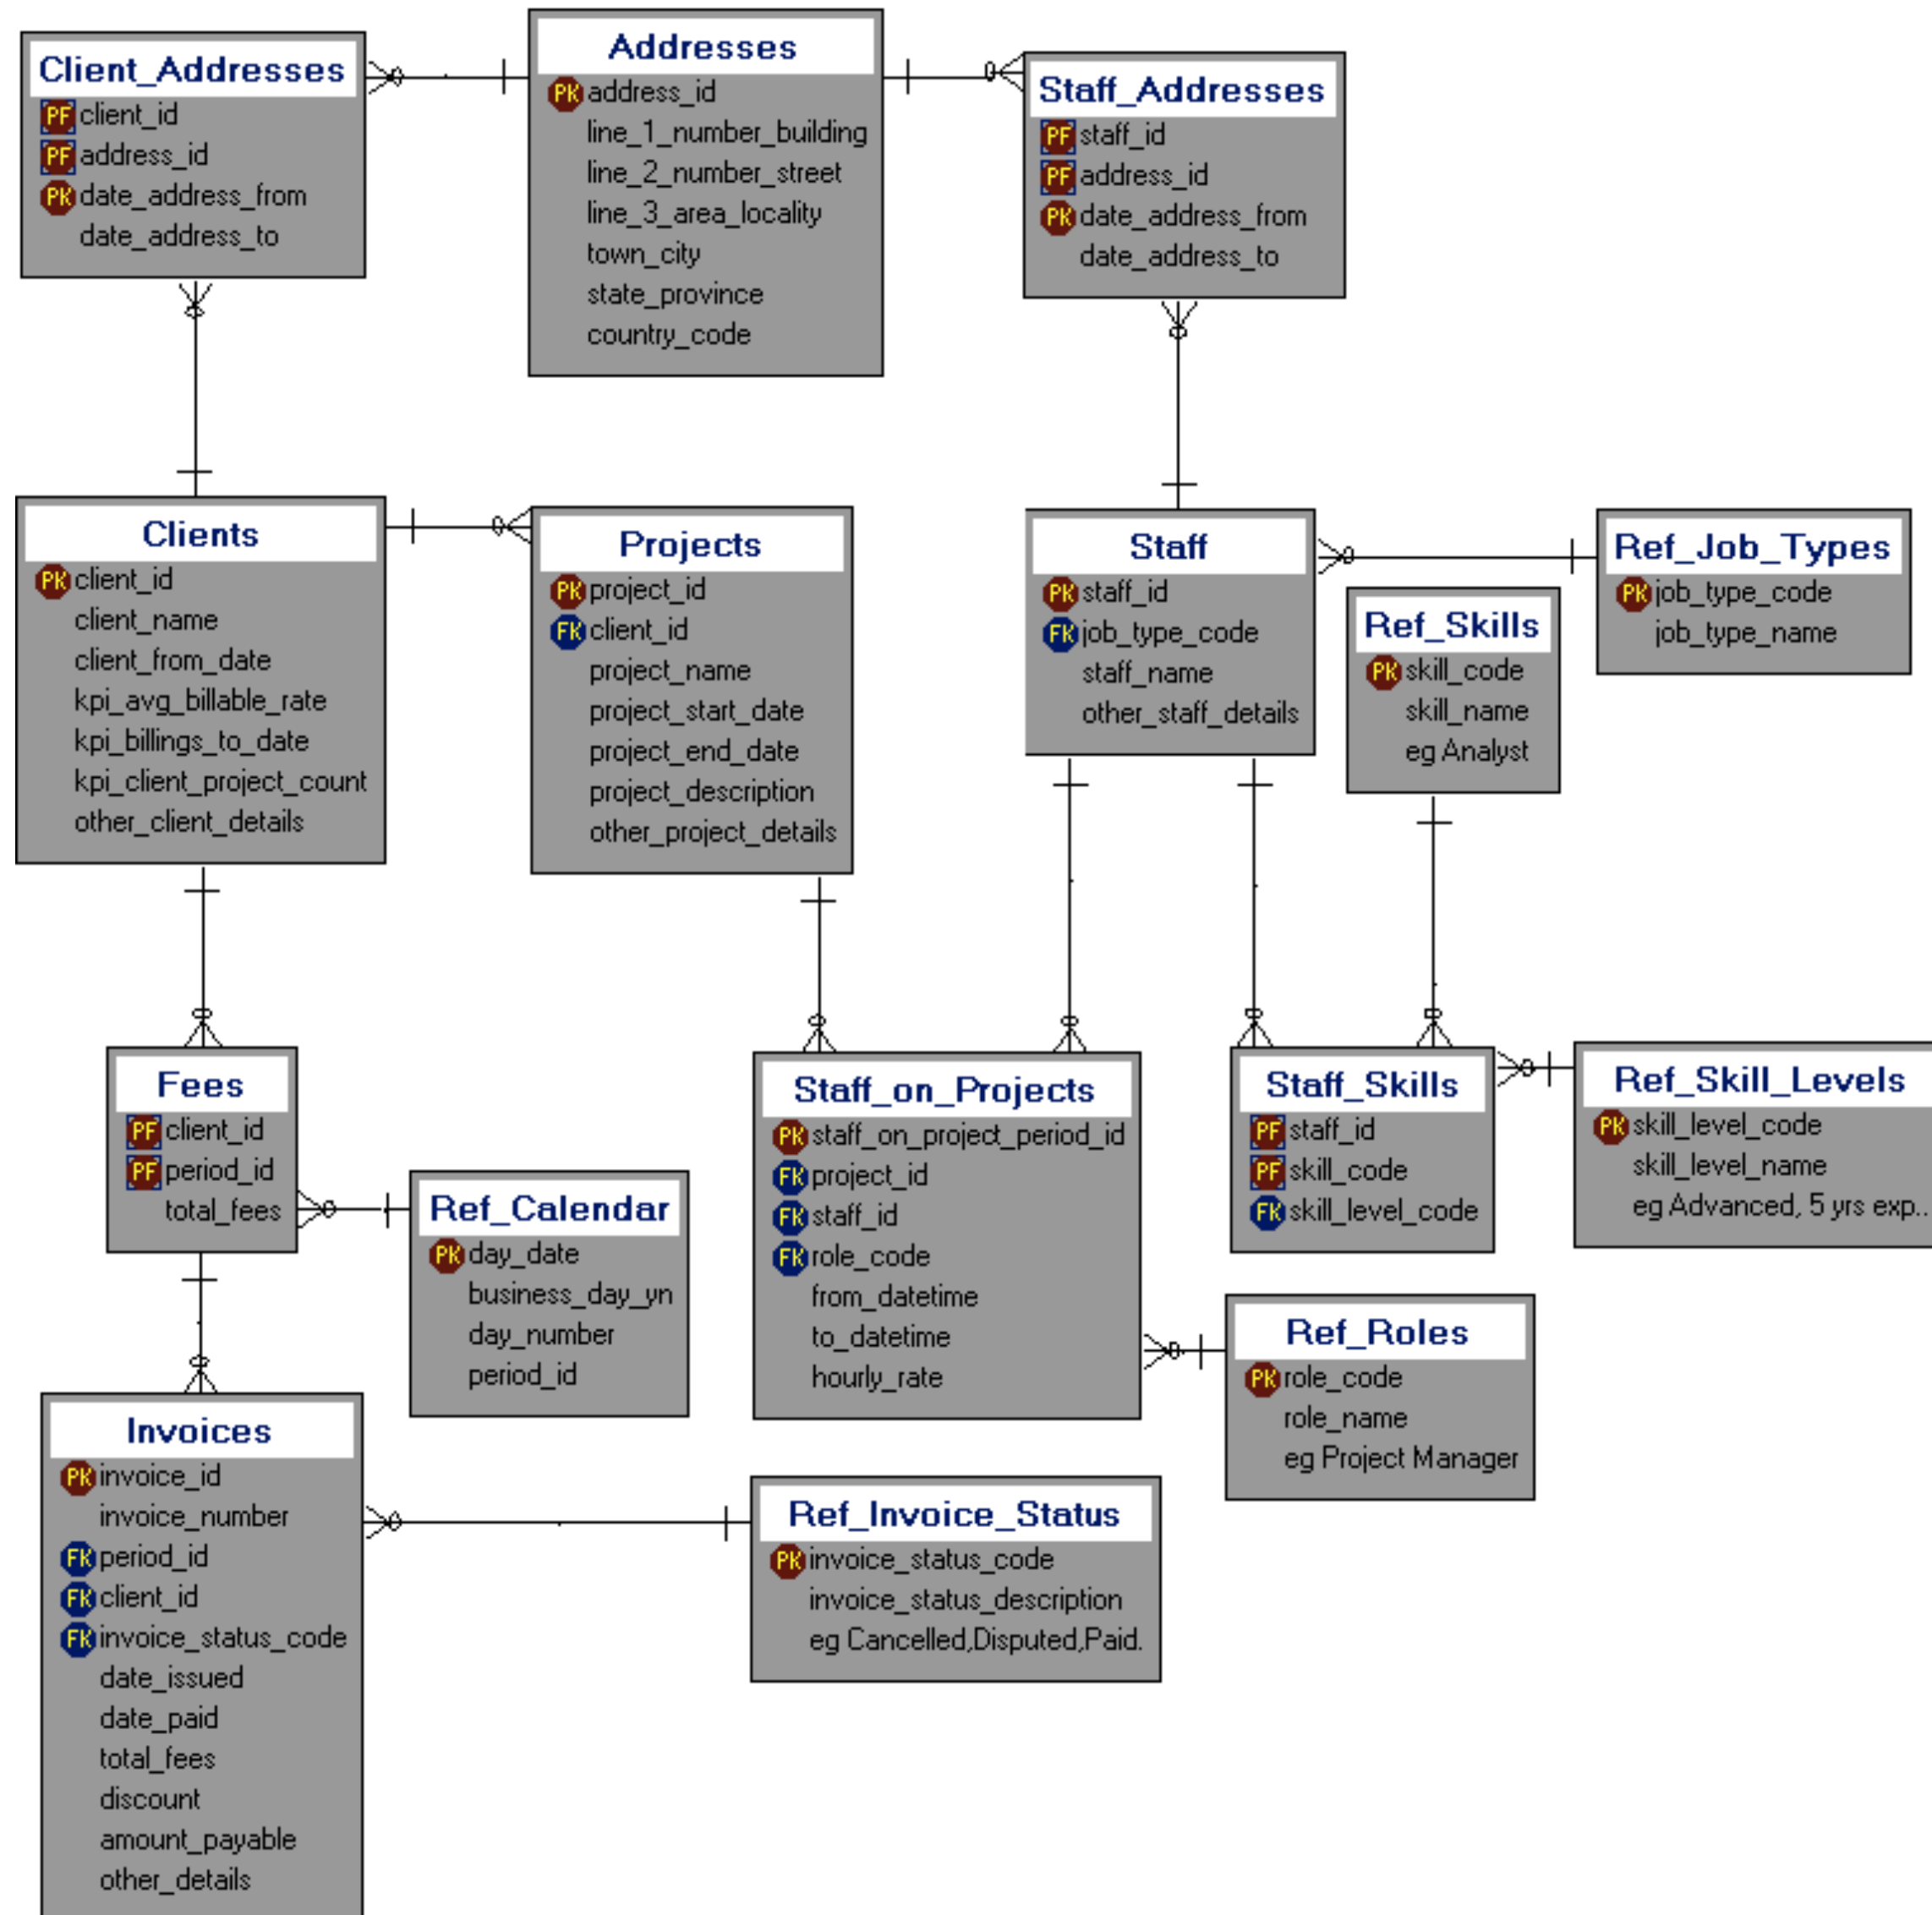 Client_Addresses
PF client_id
PF address_id
PK date_address_from
date_address_to
Addresses
PK address_id
line_1_number_building
line_2_number_street
line_3_area_locality
town_city
state_province
country_code
Staff_Addresses
PF staff_id
PF address_id
PK date_address_from
date_address_to
Clients
PK client_id
client_name
client_from_date
kpi_avg_billable_rate
kpi_billings_to_date
kpi_client_project_count
other_client_details
Projects
PK project_id
FK client_id
project_name
project_start_date
project_end_date
project_description
other_project_details
Staff
PK staff_id
FK job_type_code
staff_name
other_staff_details
Ref_Skills
PK skill_code
skill_name
eg Analyst
Ref_Job_Types
PK job_type_code
job_type_name
Fees
PF client_id
PF period_id
total_fees
Ref_Calendar
PK day_date
business_day_yn
day_number
period_id
Staff_on_Projects
PK staff_on_project_period_id
FK project_id
FK staff_id
FK role_code
from_datetime
to_datetime
hourly_rate
Staff_Skills
PF staff_id
PF skill_code
FK skill_level_code
Ref_Skill_Levels
PK skill_level_code
skill_level_name
eg Advanced, 5 yrs exp..
Ref_Roles
PK role_code
role_name
eg Project Manager
Invoices
PK invoice_id
invoice_number
FK period_id
FK client_id
FK invoice_status_code
date_issued
date_paid
total_fees
discount
amount_payable
other_details
Ref_Invoice_Status
PK invoice_status_code
invoice_status_description
eg Cancelled,Disputed,Paid.